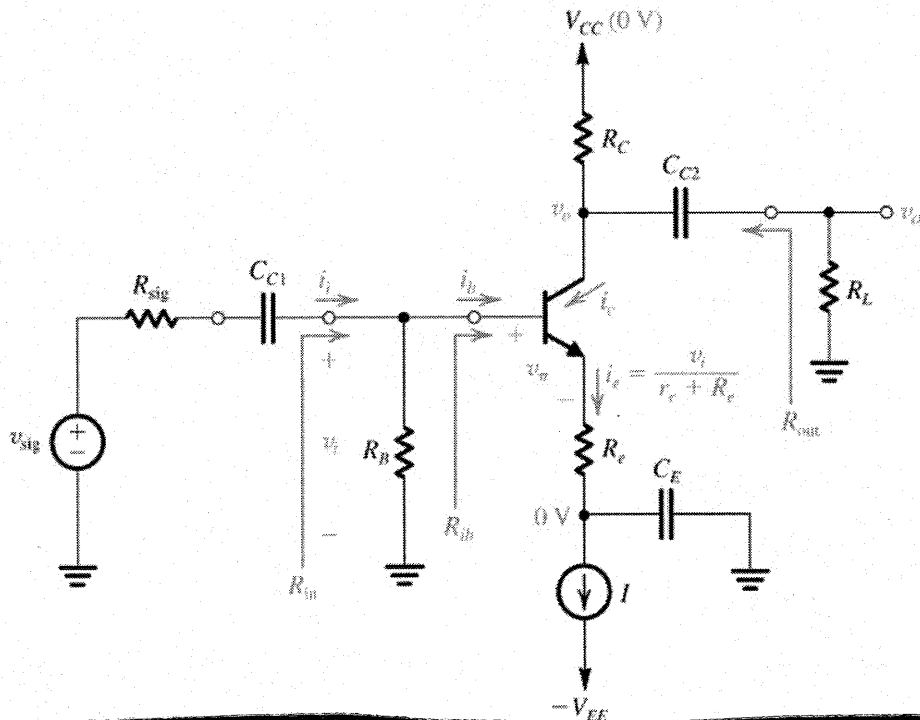 V_CC (0 V)
R_C
C_C2
v_o
v_o
R_sig
C_C1
i_i
i_b
i_c
R_L
+
+
v_π
−
i_e = v_i / (r_e + R_e)
R_out
v_sig
+
−
v_i
R_B
R_e
C_E
−
R_ib
0 V
R_in
I
−V_EE